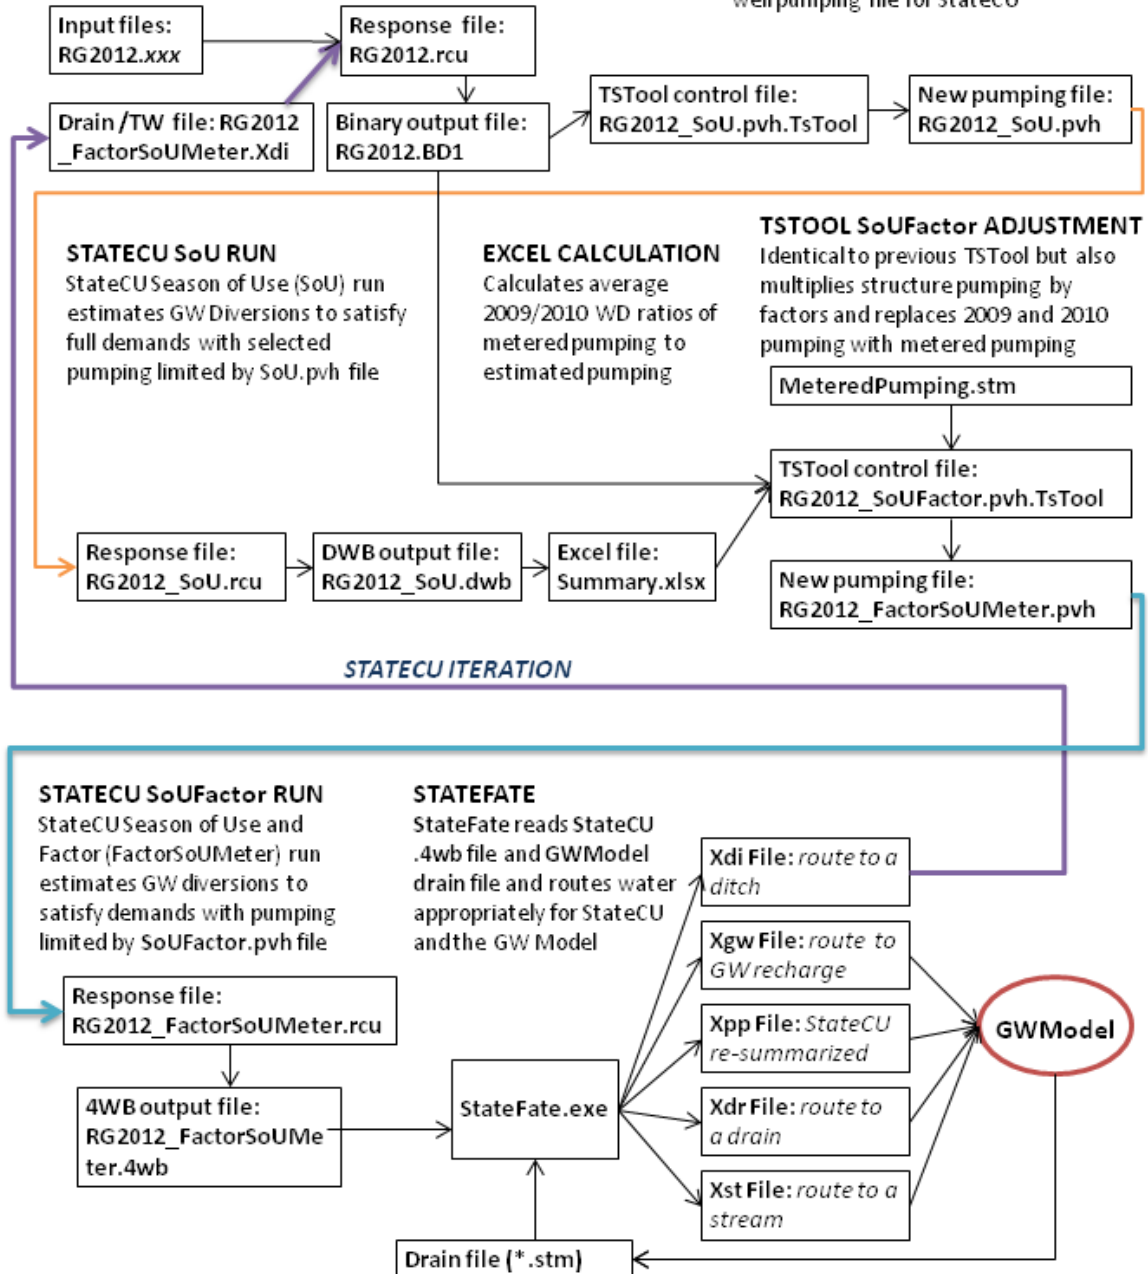 well pumping file for StateCU
Input files:
RG2012.xxx
Response file:
RG2012.rcu
Drain /TW file: RG2012
_FactorSoUMeter.Xdi
Binary output file:
RG2012.BD1
TSTool control file:
RG2012_SoU.pvh.TsTool
New pumping file:
RG2012_SoU.pvh
STATECU SoU RUN
StateCU Season of Use (SoU) run
estimates GW Diversions to satisfy
full demands with selected
pumping limited by SoU.pvh file
EXCEL CALCULATION
Calculates average
2009/2010 WD ratios of
metered pumping to
estimated pumping
TSTOOL SoUFactor ADJUSTMENT
Identical to previous TSTool but also
multiplies structure pumping by
factors and replaces 2009 and 2010
pumping with metered pumping
MeteredPumping.stm
TSTool control file:
RG2012_SoUFactor.pvh.TsTool
Response file:
RG2012_SoU.rcu
DWB output file:
RG2012_SoU.dwb
Excel file:
Summary.xlsx
New pumping file:
RG2012_FactorSoUMeter.pvh
STATECU ITERATION
STATECU SoUFactor RUN
StateCU Season of Use and
Factor (FactorSoUMeter) run
estimates GW diversions to
satisfy demands with pumping
limited by SoUFactor.pvh file
STATEFATE
StateFate reads StateCU
.4wb file and GWModel
drain file and routes water
appropriately for StateCU
and the GW Model
Xdi File: route to a
ditch
Xgw File: route to
GW recharge
Xpp File: StateCU
re-summarized
Xdr File: route to
a drain
Xst File: route to a
stream
GWModel
Response file:
RG2012_FactorSoUMeter.rcu
4WB output file:
RG2012_FactorSoUMe
ter.4wb
StateFate.exe
Drain file (*.stm)